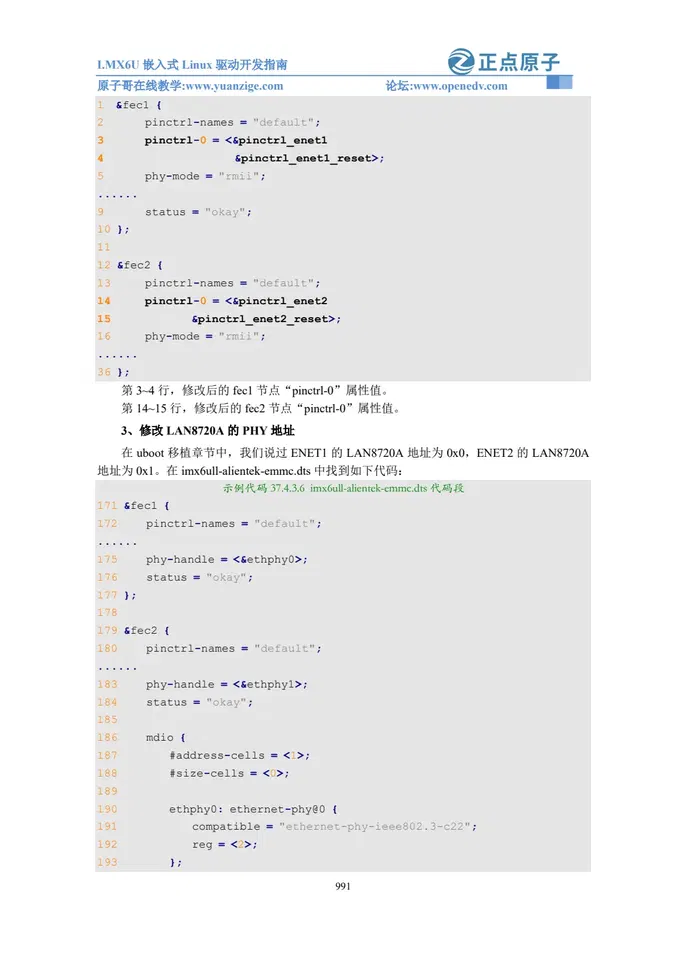 I.MX6U 嵌入式 Linux 驱动开发指南
正点原子
原子哥在线教学:www.yuanzige.com 论坛:www.openedv.com
1 &fec1 {
2 pinctrl-names = "default";
3 pinctrl-0 = <&pinctrl_enet1
4 &pinctrl_enet1_reset>;
5 phy-mode = "rmii";
......
9 status = "okay";
10 };
11
12 &fec2 {
13 pinctrl-names = "default";
14 pinctrl-0 = <&pinctrl_enet2
15 &pinctrl_enet2_reset>;
16 phy-mode = "rmii";
......
36 };
第 3~4 行，修改后的 fec1 节点“pinctrl-0”属性值。
第 14~15 行，修改后的 fec2 节点“pinctrl-0”属性值。
3、修改 LAN8720A 的 PHY 地址
在 uboot 移植章节中，我们说过 ENET1 的 LAN8720A 地址为 0x0，ENET2 的 LAN8720A
地址为 0x1。在 imx6ull-alientek-emmc.dts 中找到如下代码：
示例代码 37.4.3.6 imx6ull-alientek-emmc.dts 代码段
171 &fec1 {
172 pinctrl-names = "default";
......
175 phy-handle = <&ethphy0>;
176 status = "okay";
177 };
178
179 &fec2 {
180 pinctrl-names = "default";
......
183 phy-handle = <&ethphy1>;
184 status = "okay";
185
186 mdio {
187 #address-cells = <1>;
188 #size-cells = <0>;
189
190 ethphy0: ethernet-phy@0 {
191 compatible = "ethernet-phy-ieee802.3-c22";
192 reg = <2>;
193 };
991